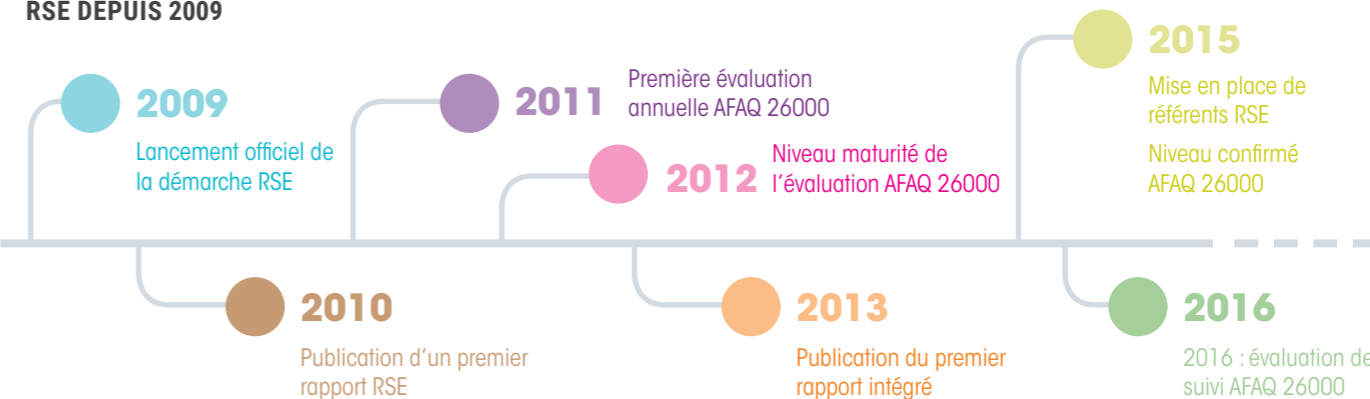 RSE DEPUIS 2009
2009
Lancement officiel de
la démarche RSE
2010
Publication d'un premier
rapport RSE
2011
Première évaluation
annuelle AFAQ 26000
2012
Niveau maturité de
l'évaluation AFAQ 26000
2013
Publication du premier
rapport intégré
2015
Mise en place de
référents RSE
Niveau confirmé
AFAQ 26000
2016
2016 : évaluation de
suivi AFAQ 26000